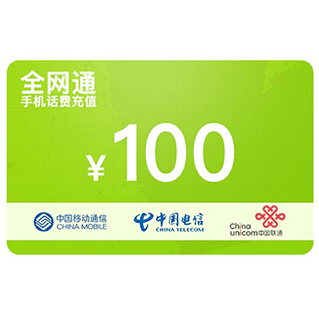 全网通
手机话费充值
¥100
中国移动通信
CHINA MOBILE
中国电信
CHINA TELECOM
China
unicom中国联通